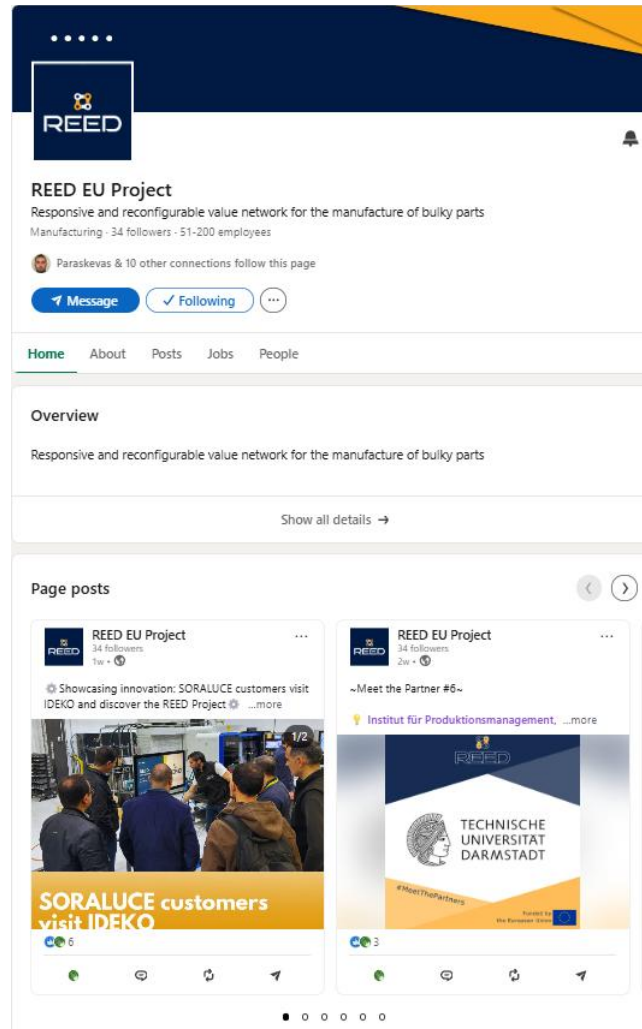 REED
REED EU Project
Responsive and reconfigurable value network for the manufacture of bulky parts
Manufacturing · 34 followers · 51-200 employees
Paraskevas & 10 other connections follow this page
Message
Following
Home
About
Posts
Jobs
People
Overview
Responsive and reconfigurable value network for the manufacture of bulky parts
Show all details →
Page posts
REED
REED EU Project
34 followers
1w •
Showcasing innovation: SORALUCE customers visit
IDEKO and discover the REED Project ...more
1/2
SORALUCE customers
visit IDEKO
6
REED
REED EU Project
34 followers
2w •
~Meet the Partner #6~
Institut für Produktionsmanagement, ...more
REED
TECHNISCHE
UNIVERSITÄT
DARMSTADT
#MeetThePartners
Funded by
the European Union
3